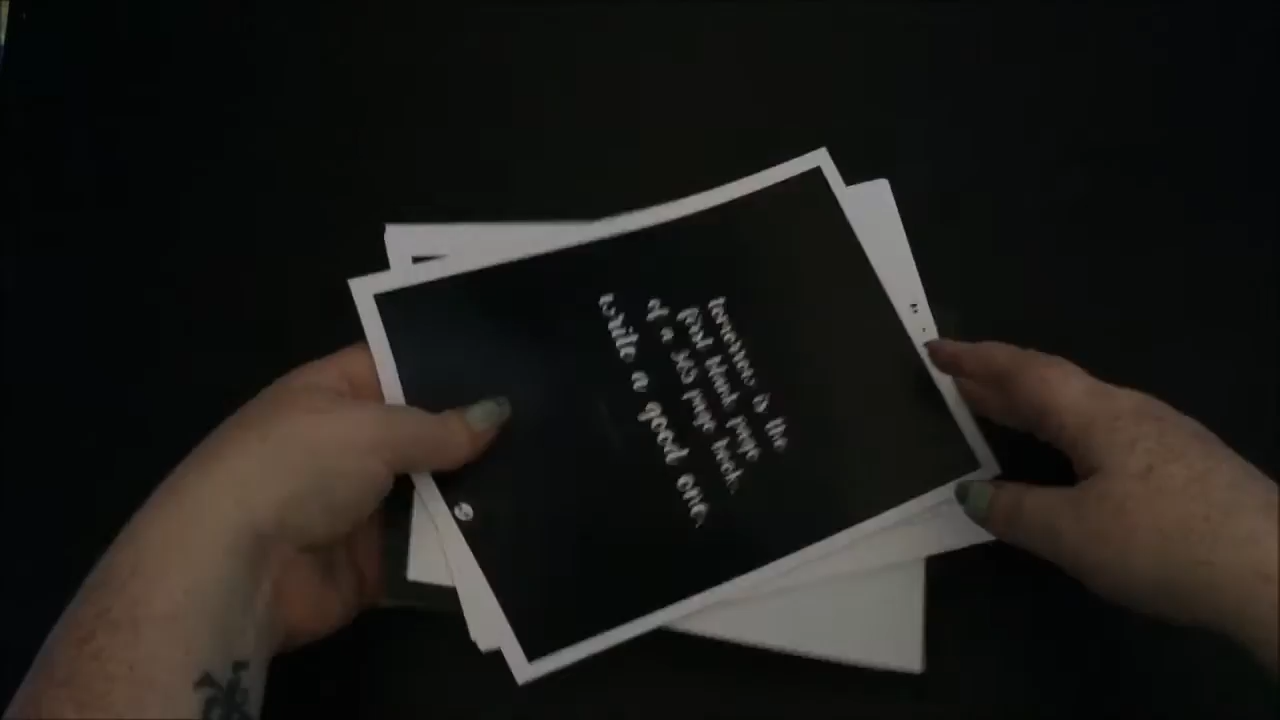 tomorrow is the
first blank page
of a 365 page book.
write a good one.